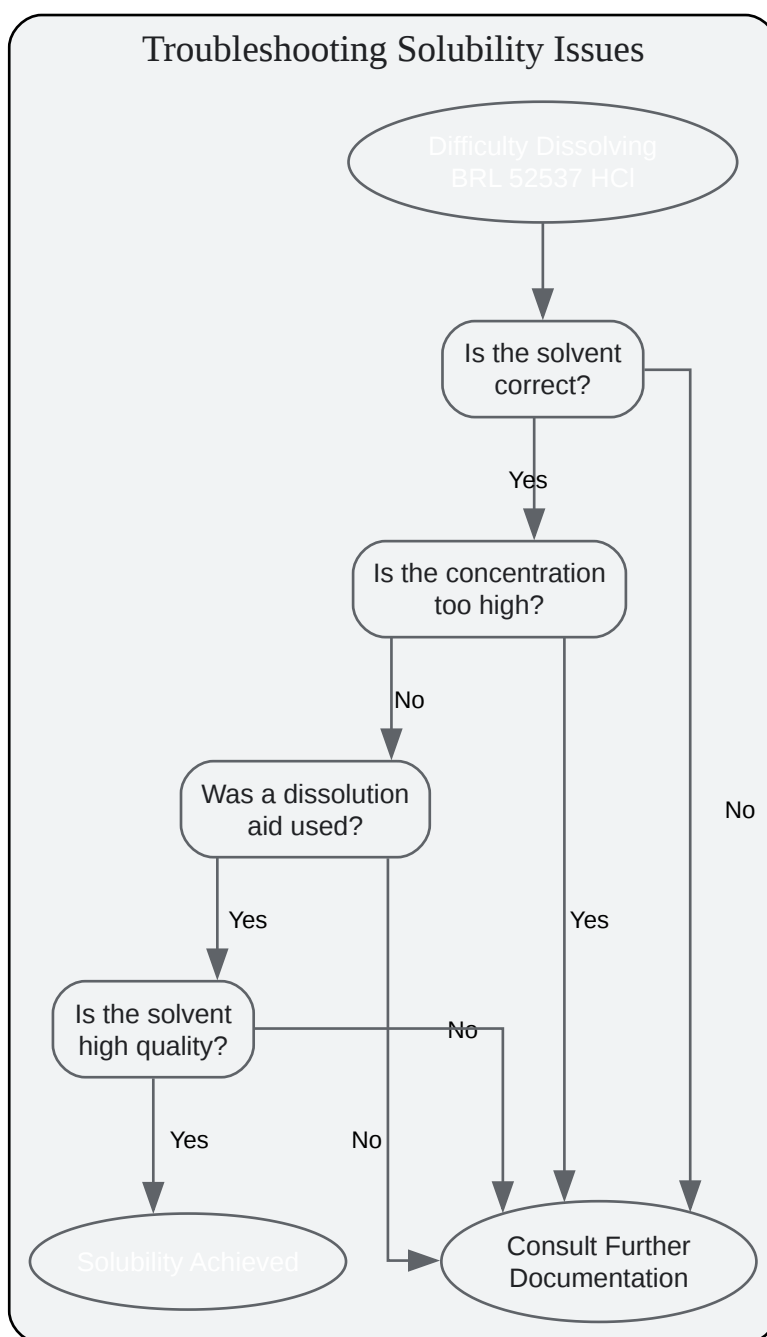 Troubleshooting Solubility Issues
Difficulty Dissolving
BRL 52537 HCl
Is the solvent
correct?
Yes
Is the concentration
too high?
No
Was a dissolution
aid used?
No
Yes
Yes
Is the solvent
high quality?
No
Yes
No
Solubility Achieved
Consult Further
Documentation